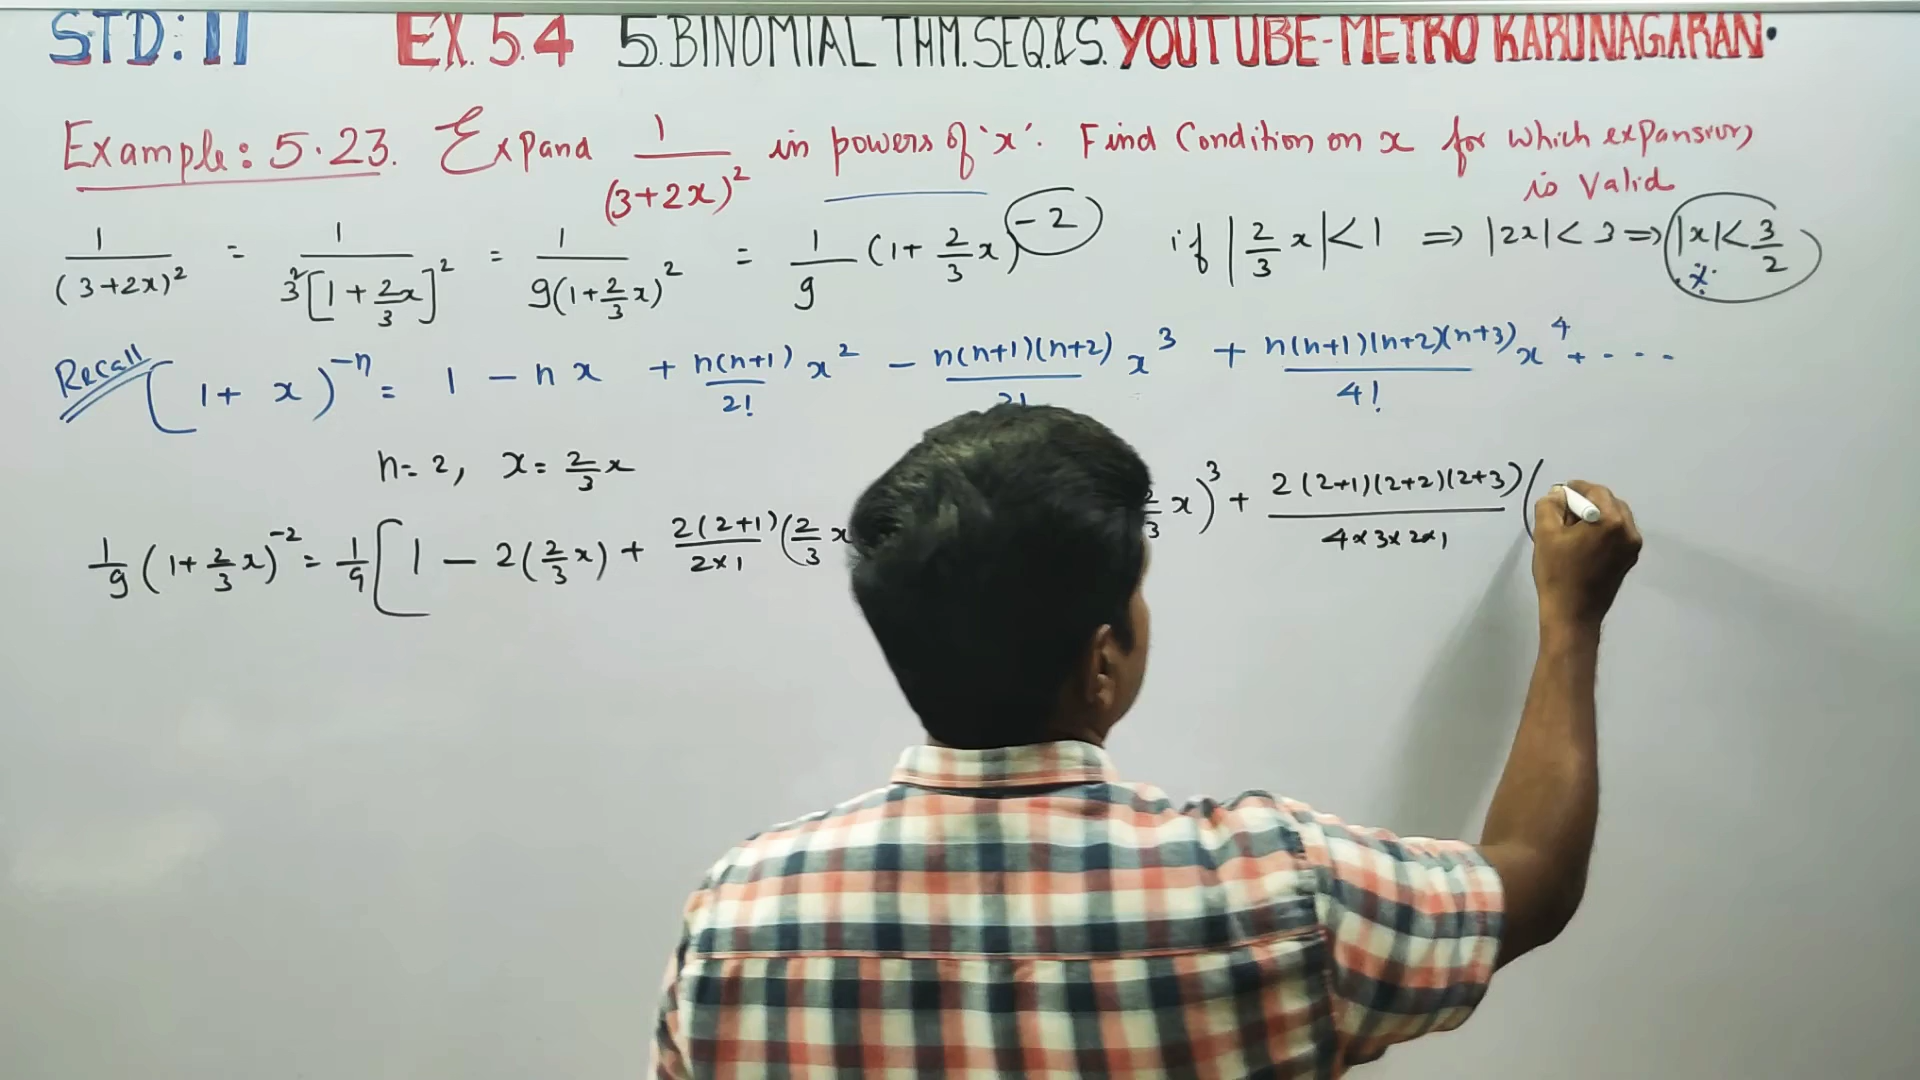 STD: 11 EX. 5.4 5. BINOMIAL THM. SEQ.&S. YOUTUBE-METRO KARUNAGARAN.
Example: 5.23. Expand 1/(3+2x)² in powers of 'x'. Find Condition on x for which expansion
is Valid
1/(3+2x)² = 1/3²[1+2x/3]² = 1/9(1+2/3 x)² = 1/9 (1+2/3 x)⁻² if |2/3 x|<1 ⇒ |2x|<3 ⇒ |x|<3/2
Recall (1+x)⁻ⁿ = 1 - nx + n(n+1)/2! x² - n(n+1)(n+2)/3! x³ + n(n+1)(n+2)(n+3)/4! x⁴ + ----
n=2, x=2/3 x
1/9 (1+2/3 x)⁻² = 1/9 [1 - 2(2/3 x) + 2(2+1)/2×1 (2/3 x 2/3 x)³ + 2(2+1)(2+2)(2+3)/4×3×2×1 (